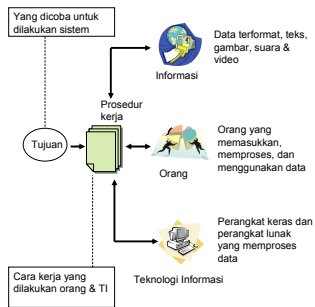 Yang dicoba untuk
dilakukan sistem
Data terformat, teks,
gambar, suara &
video
Informasi
Prosedur
kerja
Tujuan
Orang yang
memasukkan,
memproses, dan
menggunakan data
Orang
Perangkat keras dan
perangkat lunak
yang memproses
data
Teknologi Informasi
Cara kerja yang
dilakukan orang & TI